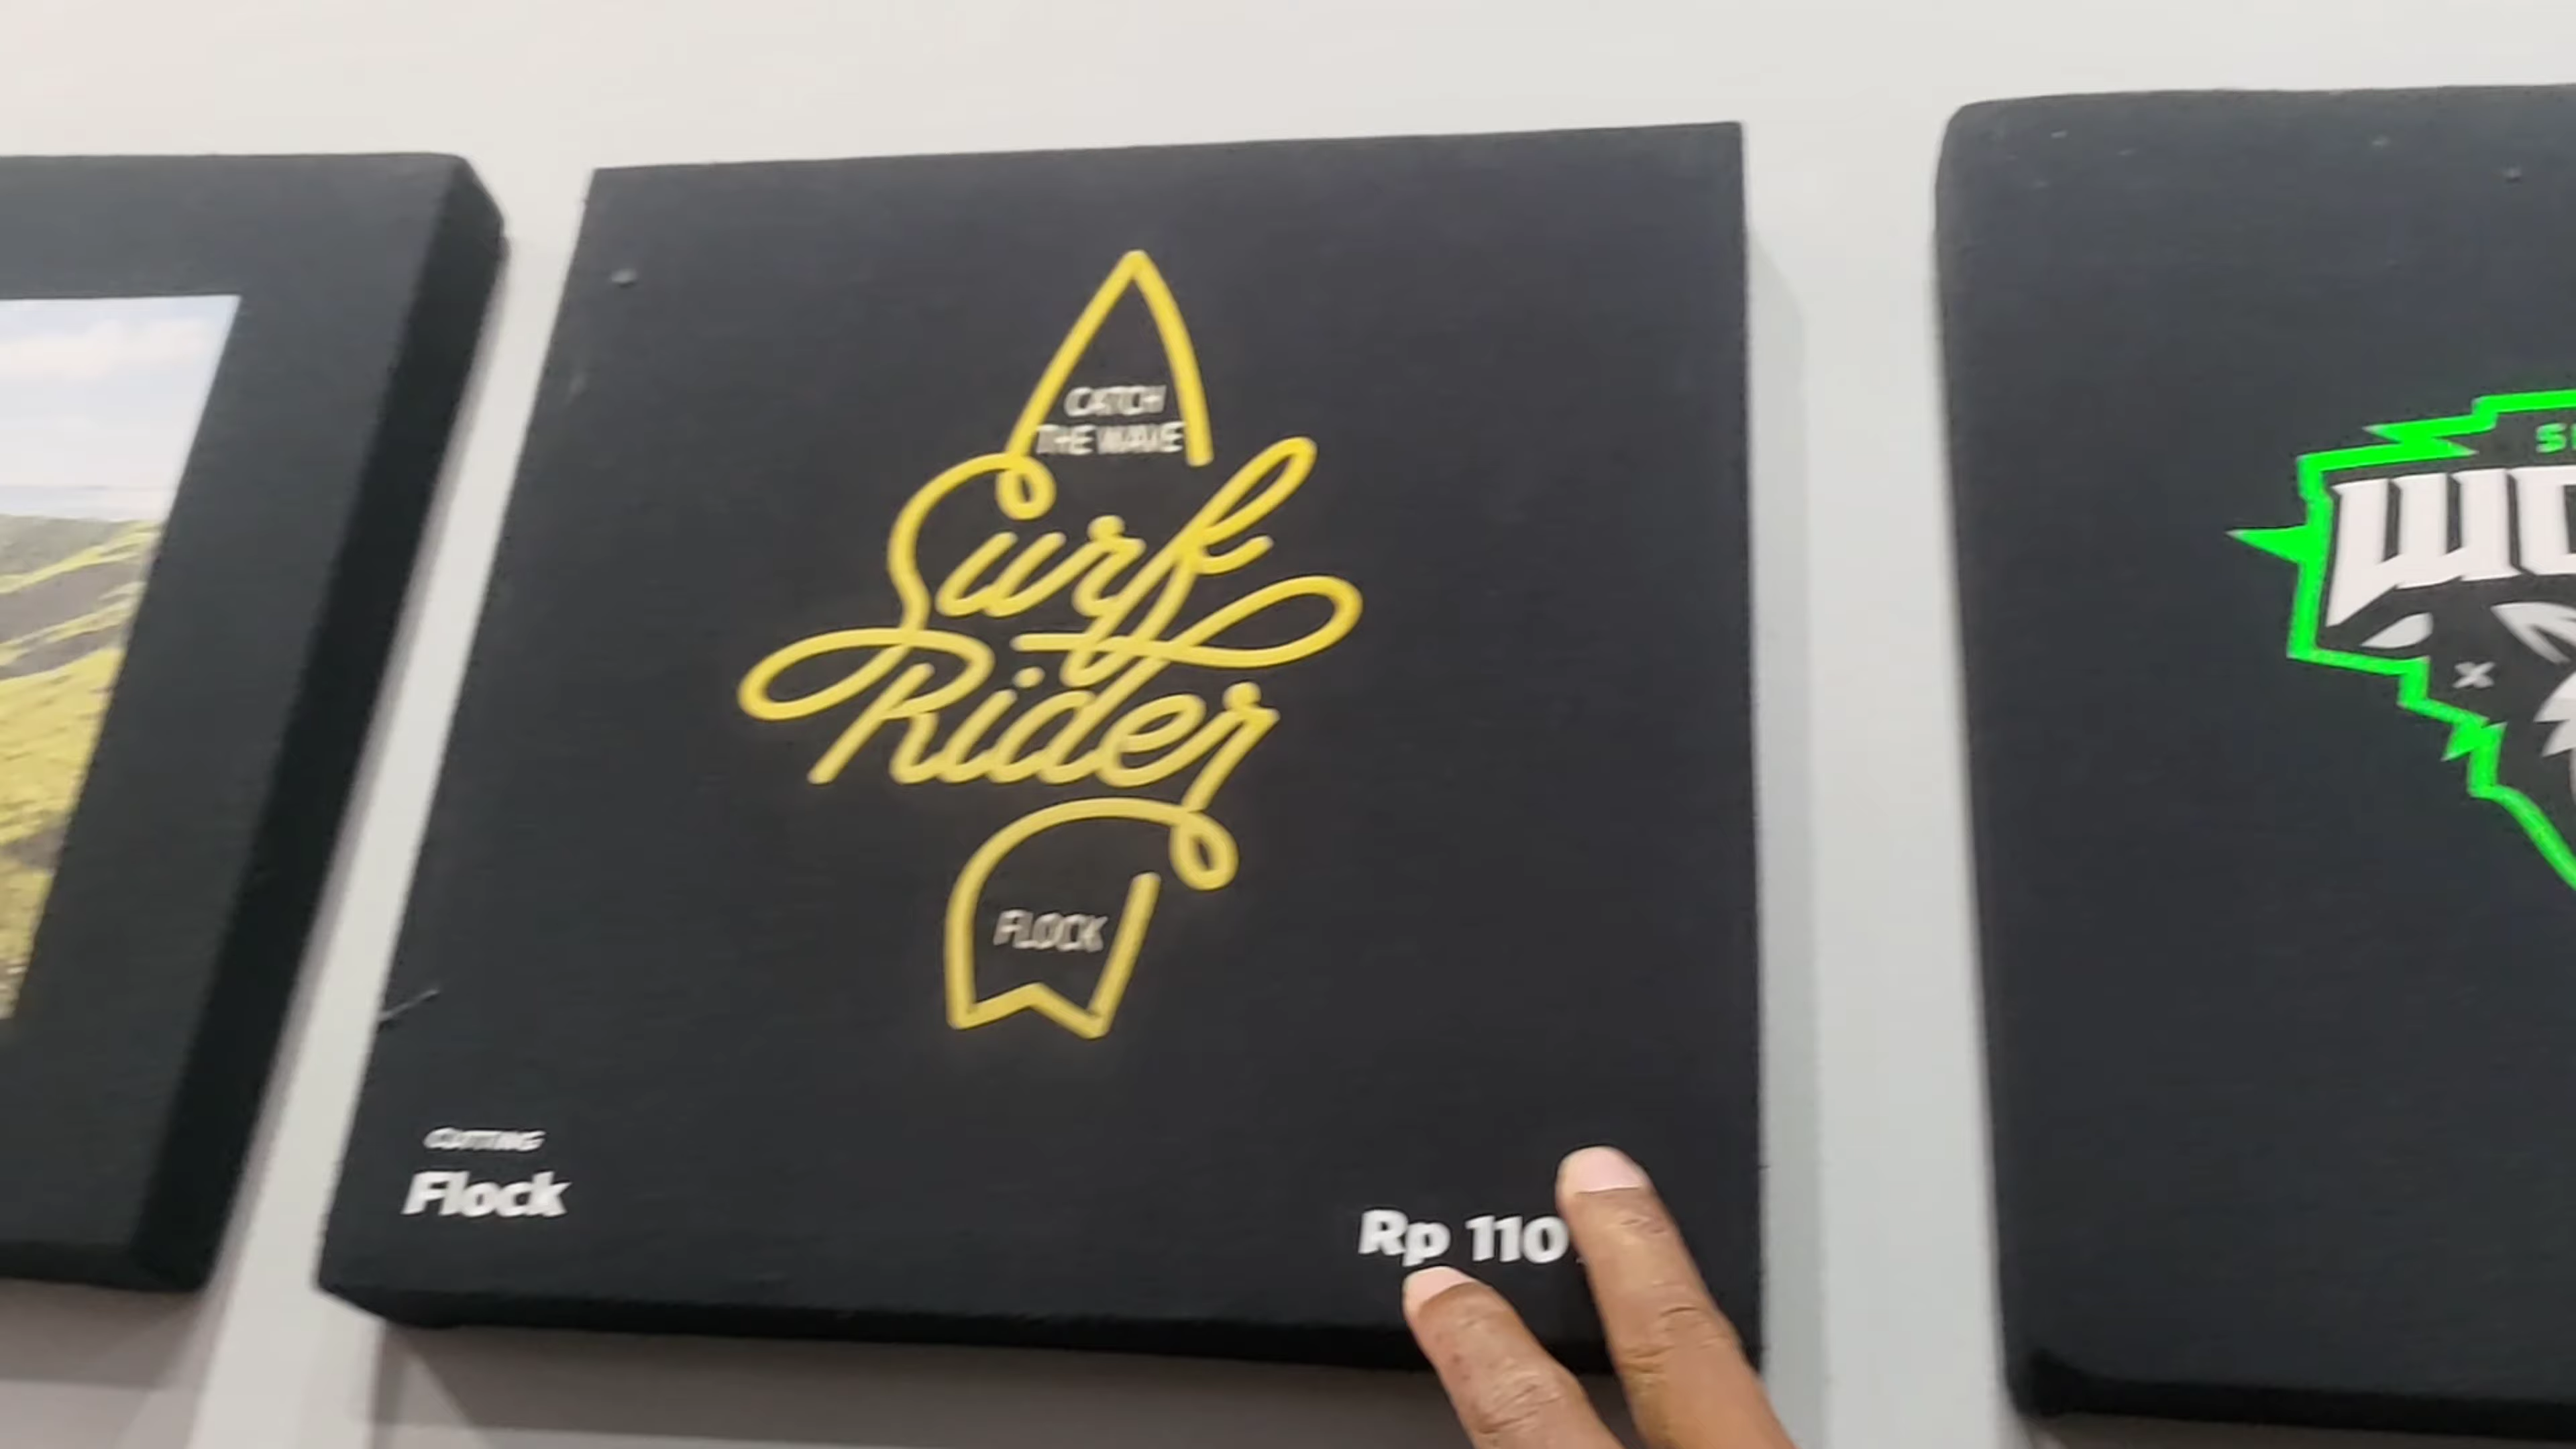 CATCH
THE WAVE
Surf
Rider
FLOCK
CUTTING
Flock
Rp 110